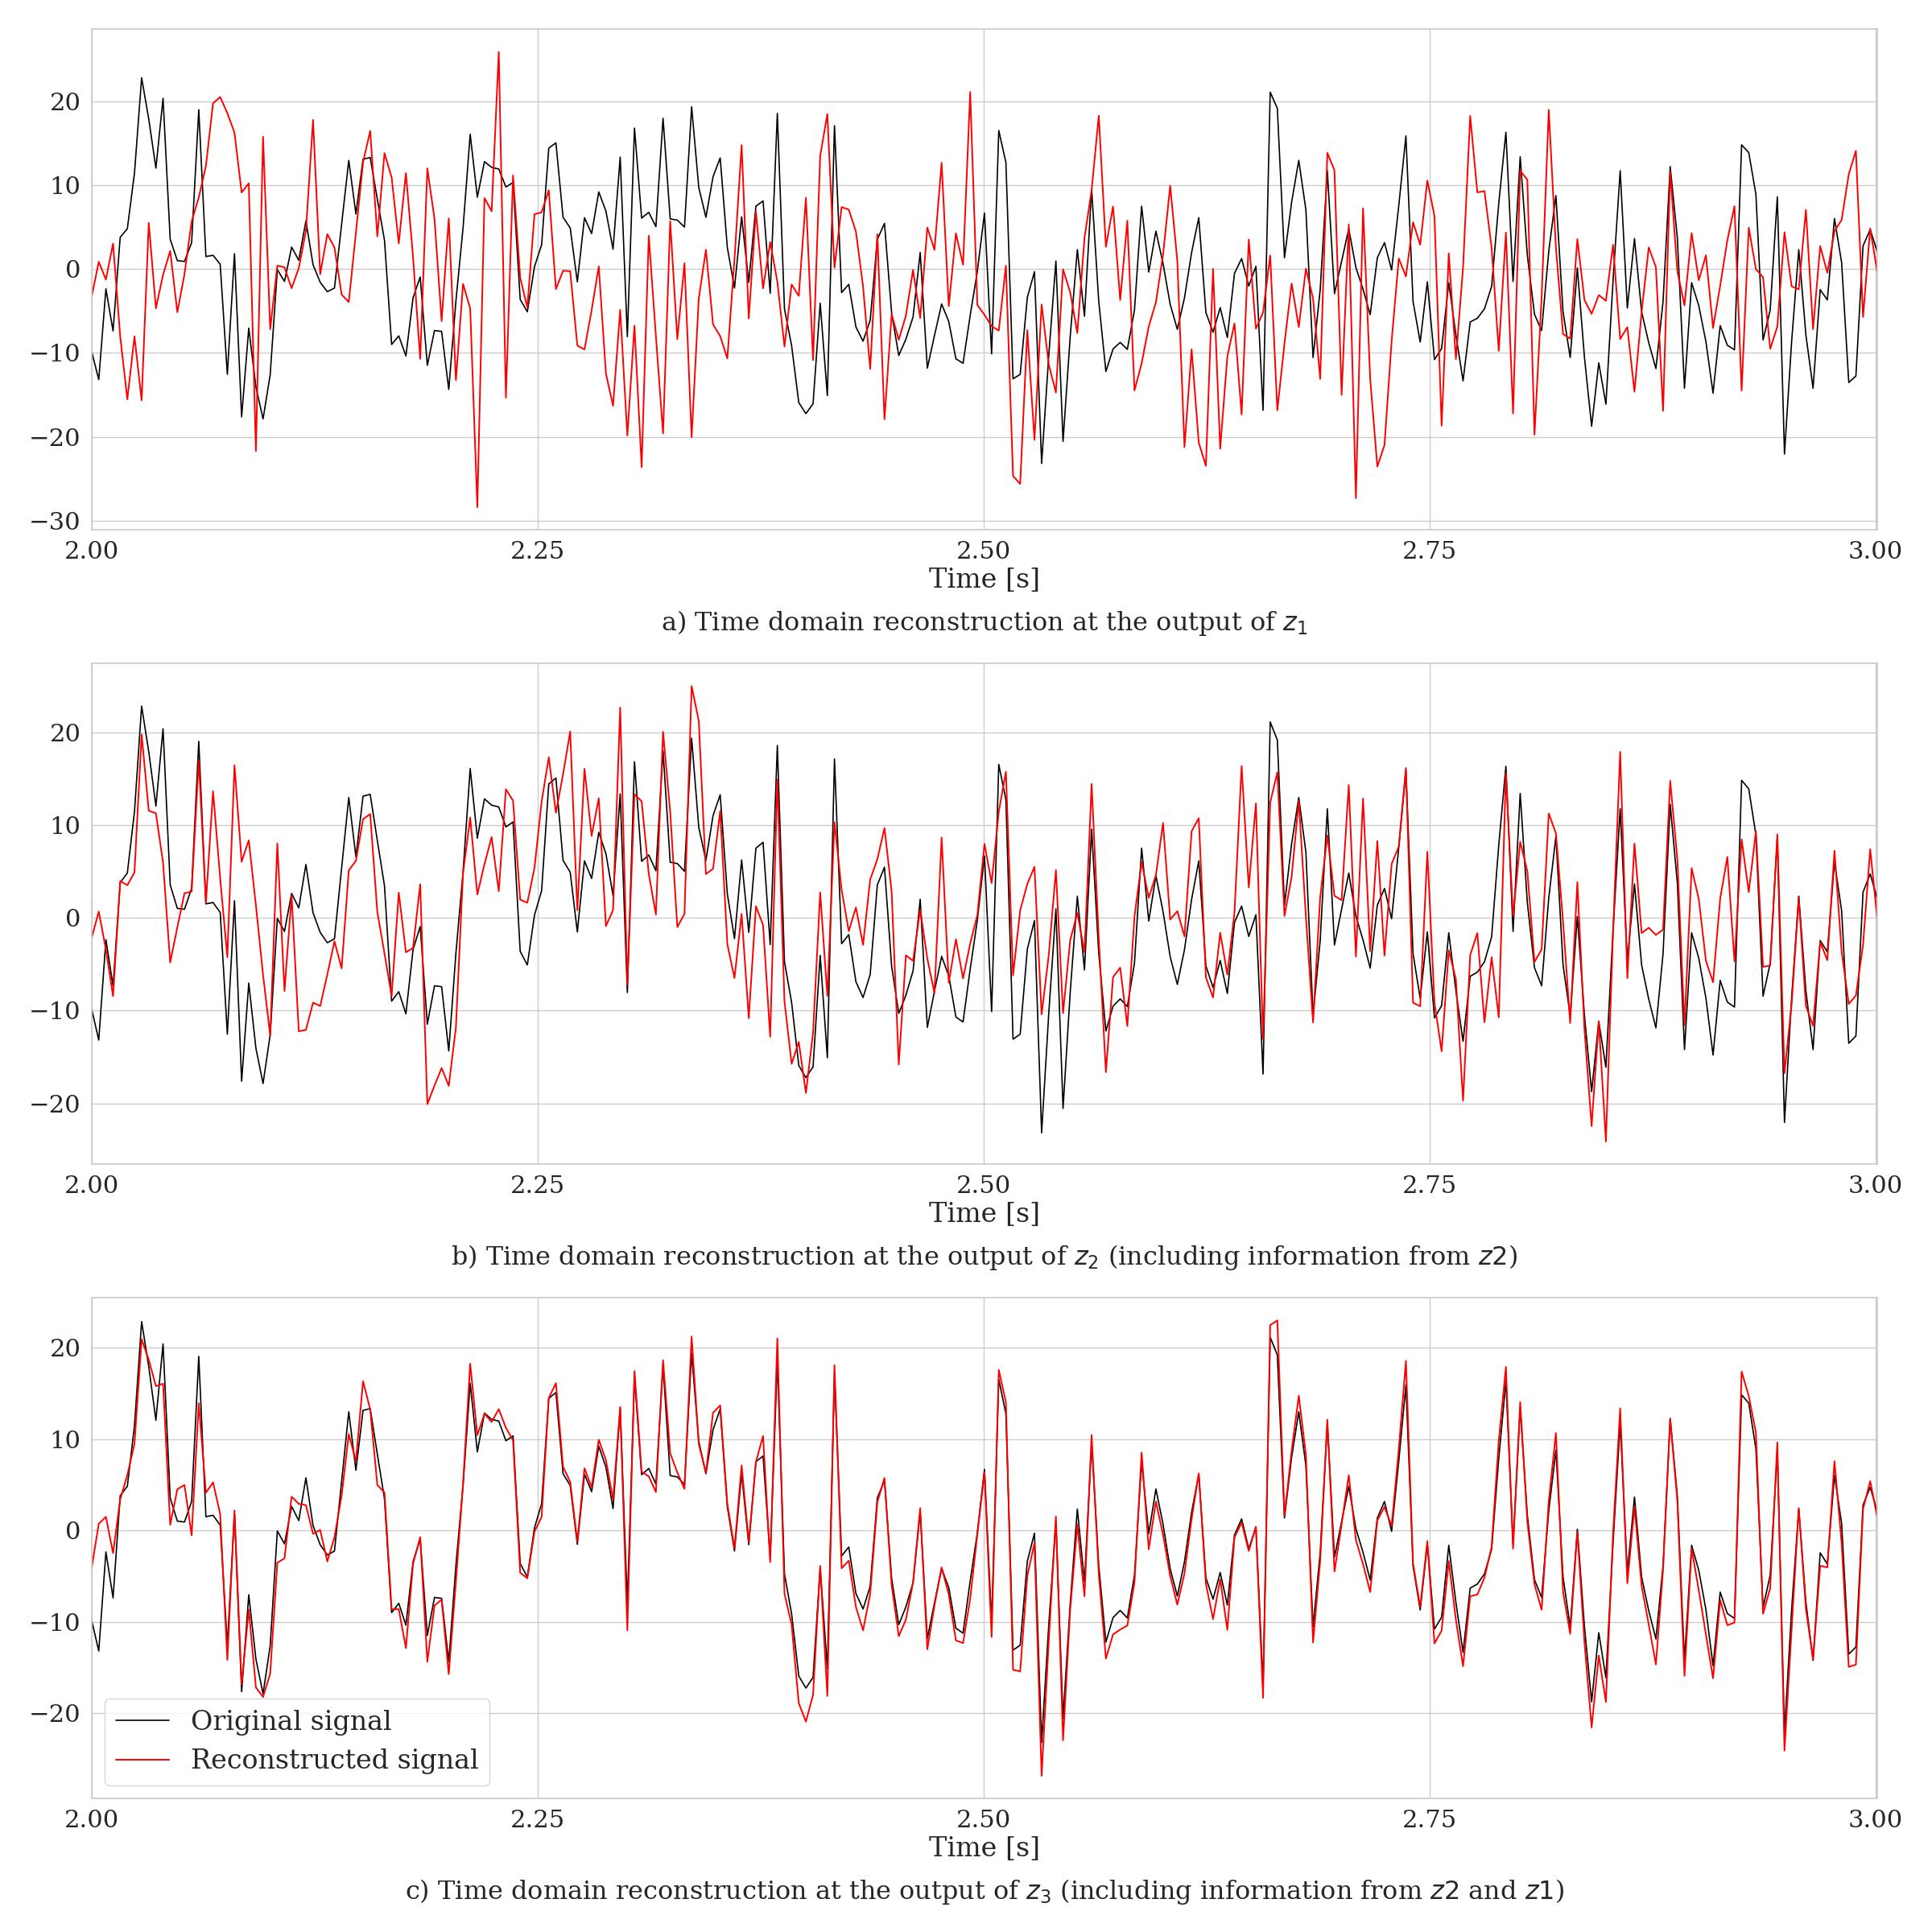 20
10
0
−10
−20
−30
2.00 2.25 2.50 2.75 3.00
Time [s]
a) Time domain reconstruction at the output of z₁
20
10
0
−10
−20
2.00 2.25 2.50 2.75 3.00
Time [s]
b) Time domain reconstruction at the output of z₂ (including information from z2)
20
10
0
−10
−20
Original signal
Reconstructed signal
2.00 2.25 2.50 2.75 3.00
Time [s]
c) Time domain reconstruction at the output of z₃ (including information from z2 and z1)